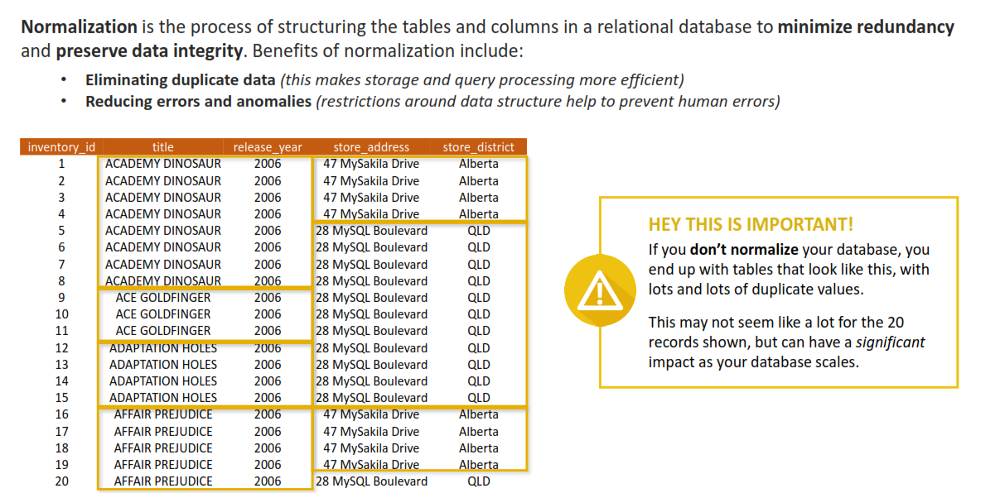 Normalization is the process of structuring the tables and columns in a relational database to minimize redundancy
and preserve data integrity. Benefits of normalization include:
• Eliminating duplicate data (this makes storage and query processing more efficient)
• Reducing errors and anomalies (restrictions around data structure help to prevent human errors)
inventory_id title release_year store_address store_district
1 ACADEMY DINOSAUR 2006 47 MySakila Drive Alberta
2 ACADEMY DINOSAUR 2006 47 MySakila Drive Alberta
3 ACADEMY DINOSAUR 2006 47 MySakila Drive Alberta
4 ACADEMY DINOSAUR 2006 47 MySakila Drive Alberta
5 ACADEMY DINOSAUR 2006 28 MySQL Boulevard QLD
6 ACADEMY DINOSAUR 2006 28 MySQL Boulevard QLD
7 ACADEMY DINOSAUR 2006 28 MySQL Boulevard QLD
8 ACADEMY DINOSAUR 2006 28 MySQL Boulevard QLD
9 ACE GOLDFINGER 2006 28 MySQL Boulevard QLD
10 ACE GOLDFINGER 2006 28 MySQL Boulevard QLD
11 ACE GOLDFINGER 2006 28 MySQL Boulevard QLD
12 ADAPTATION HOLES 2006 28 MySQL Boulevard QLD
13 ADAPTATION HOLES 2006 28 MySQL Boulevard QLD
14 ADAPTATION HOLES 2006 28 MySQL Boulevard QLD
15 ADAPTATION HOLES 2006 28 MySQL Boulevard QLD
16 AFFAIR PREJUDICE 2006 47 MySakila Drive Alberta
17 AFFAIR PREJUDICE 2006 47 MySakila Drive Alberta
18 AFFAIR PREJUDICE 2006 47 MySakila Drive Alberta
19 AFFAIR PREJUDICE 2006 47 MySakila Drive Alberta
20 AFFAIR PREJUDICE 2006 28 MySQL Boulevard QLD
HEY THIS IS IMPORTANT!
If you don't normalize your database, you
end up with tables that look like this, with
lots and lots of duplicate values.
This may not seem like a lot for the 20
records shown, but can have a significant
impact as your database scales.